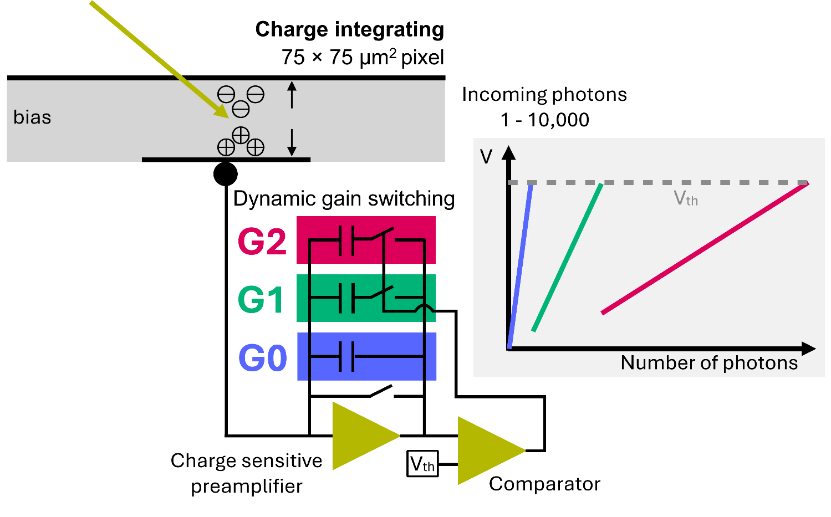 Charge integrating
75 × 75 µm² pixel
bias
Incoming photons
1 - 10,000
V
Vth
Number of photons
Dynamic gain switching
G2
G1
G0
Charge sensitive
preamplifier
Vth
Comparator